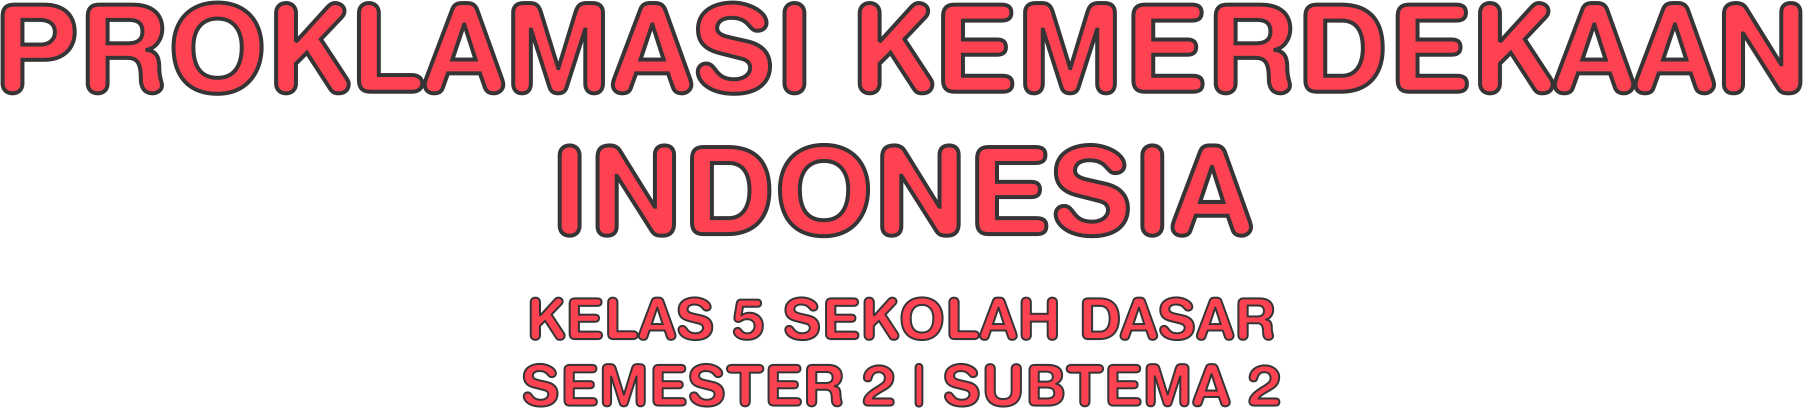 PROKLAMASI KEMERDEKAAN
INDONESIA
KELAS 5 SEKOLAH DASAR
SEMESTER 2 | SUBTEMA 2